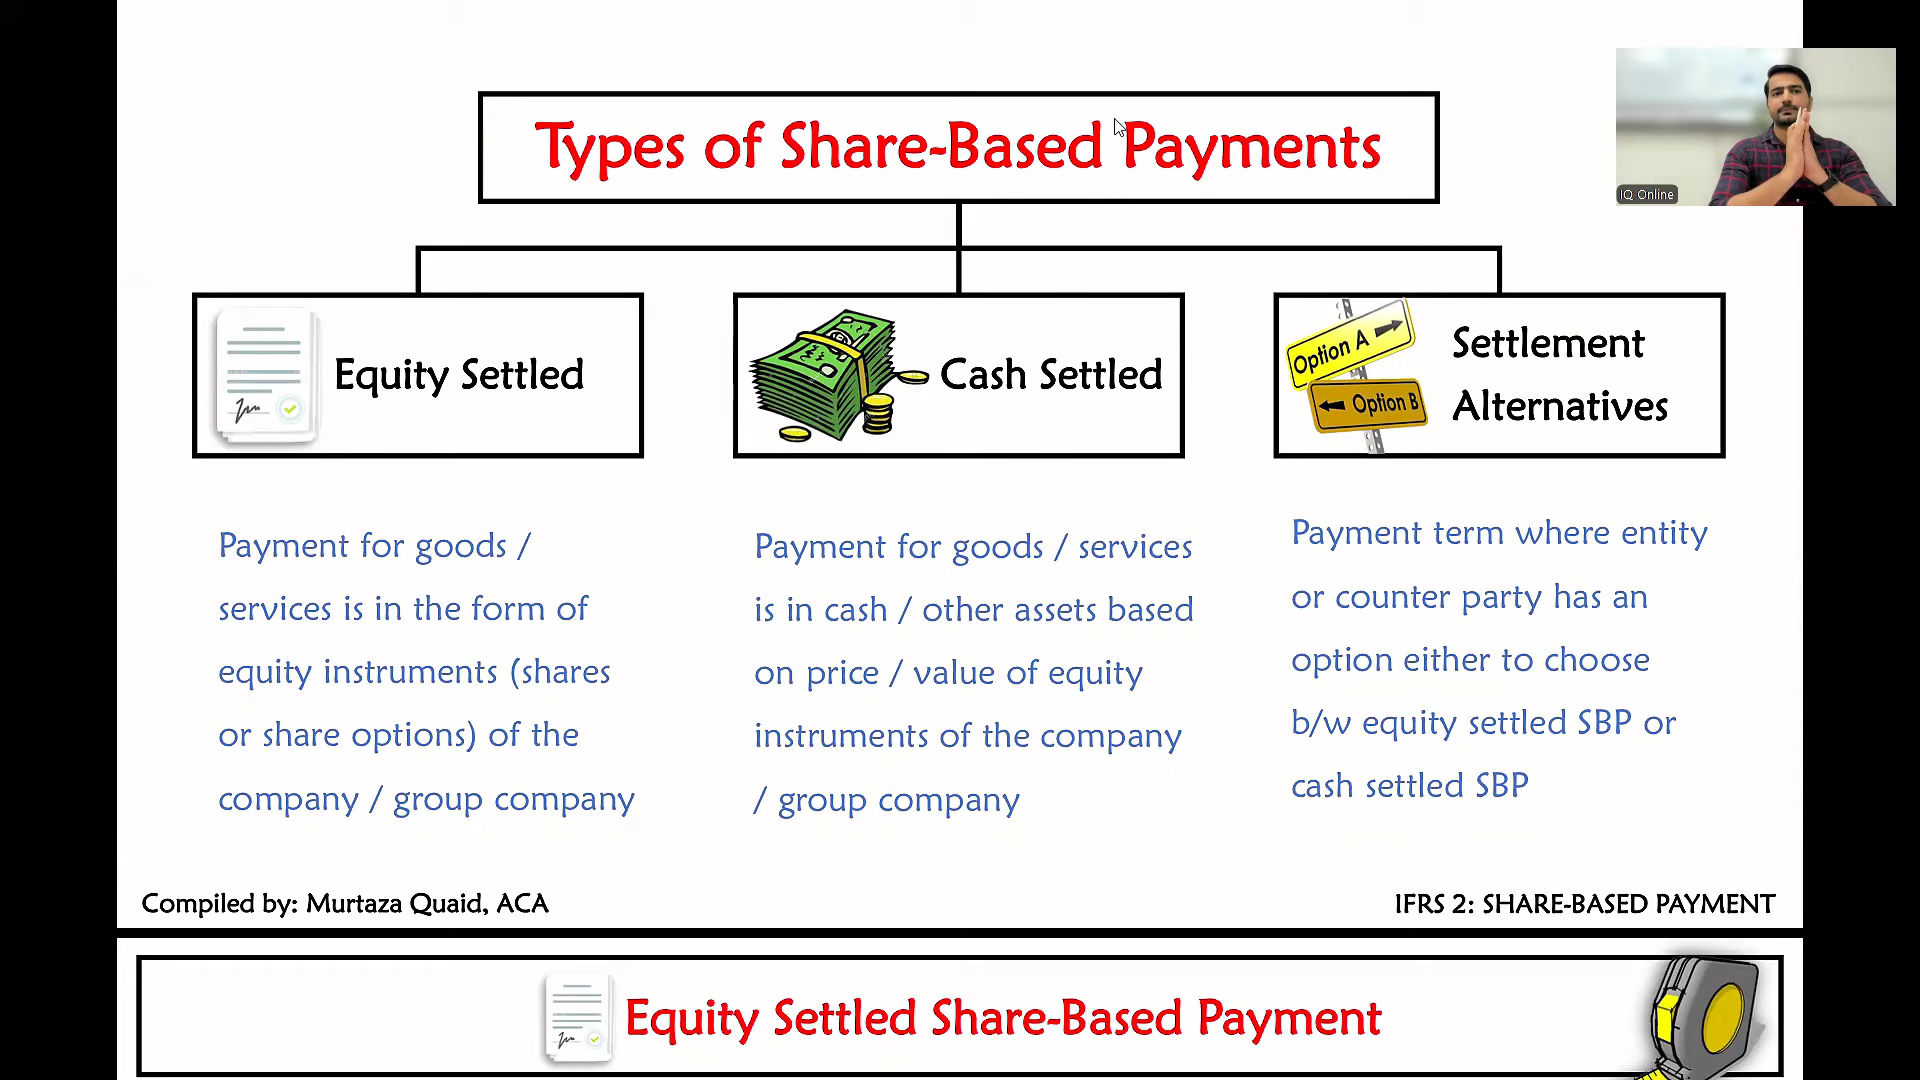 Types of Share-Based Payments
IQ Online
Equity Settled
Cash Settled
Option A
Option B
Settlement
Alternatives
Payment for goods /
services is in the form of
equity instruments (shares
or share options) of the
company / group company
Payment for goods / services
is in cash / other assets based
on price / value of equity
instruments of the company
/ group company
Payment term where entity
or counter party has an
option either to choose
b/w equity settled SBP or
cash settled SBP
Compiled by: Murtaza Quaid, ACA
IFRS 2: SHARE-BASED PAYMENT
Equity Settled Share-Based Payment